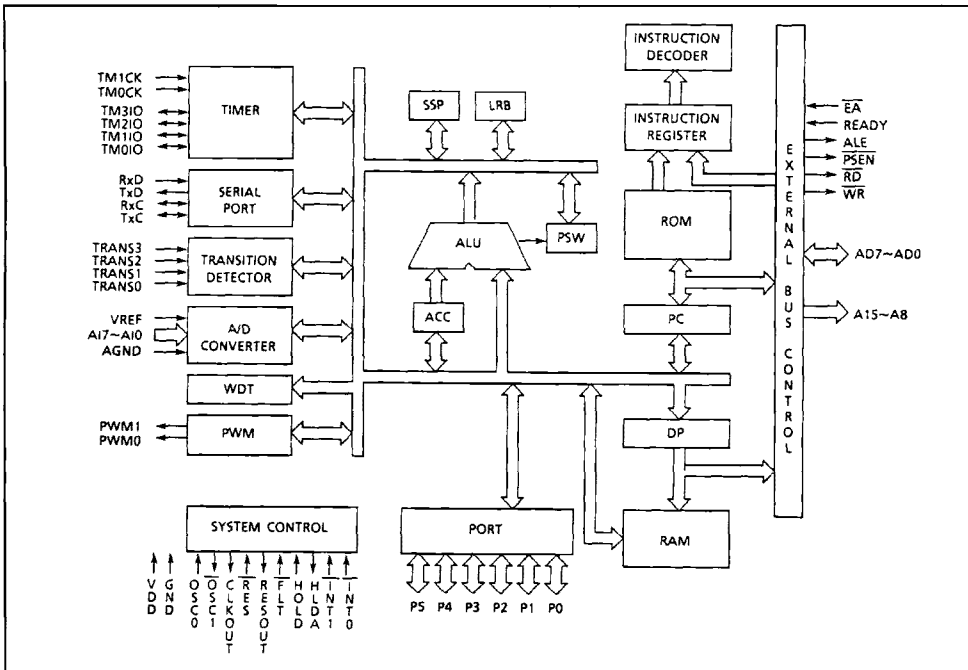 TM1CK
TM0CK
TM3IO
TM2IO
TM1IO
TM0IO
TIMER
RxD
TxD
RxC
TxC
SERIAL
PORT
TRANS3
TRANS2
TRANS1
TRANS0
TRANSITION
DETECTOR
VREF
AI7~AI0
AGND
A/D
CONVERTER
WDT
PWM1
PWM0
PWM
SSP
LRB
ALU
PSW
ACC
INSTRUCTION
DECODER
INSTRUCTION
REGISTER
ROM
PC
DP
RAM
EXTERNAL BUS CONTROL
EA
READY
ALE
PSEN
RD
WR
AD7~AD0
A15~A8
SYSTEM CONTROL
VDD
GND
OSC0
OSC1
CLKOUT
RES
RESOUT
FLT
HOLD
HLDA
INT1
INT0
PORT
P5 P4 P3 P2 P1 P0